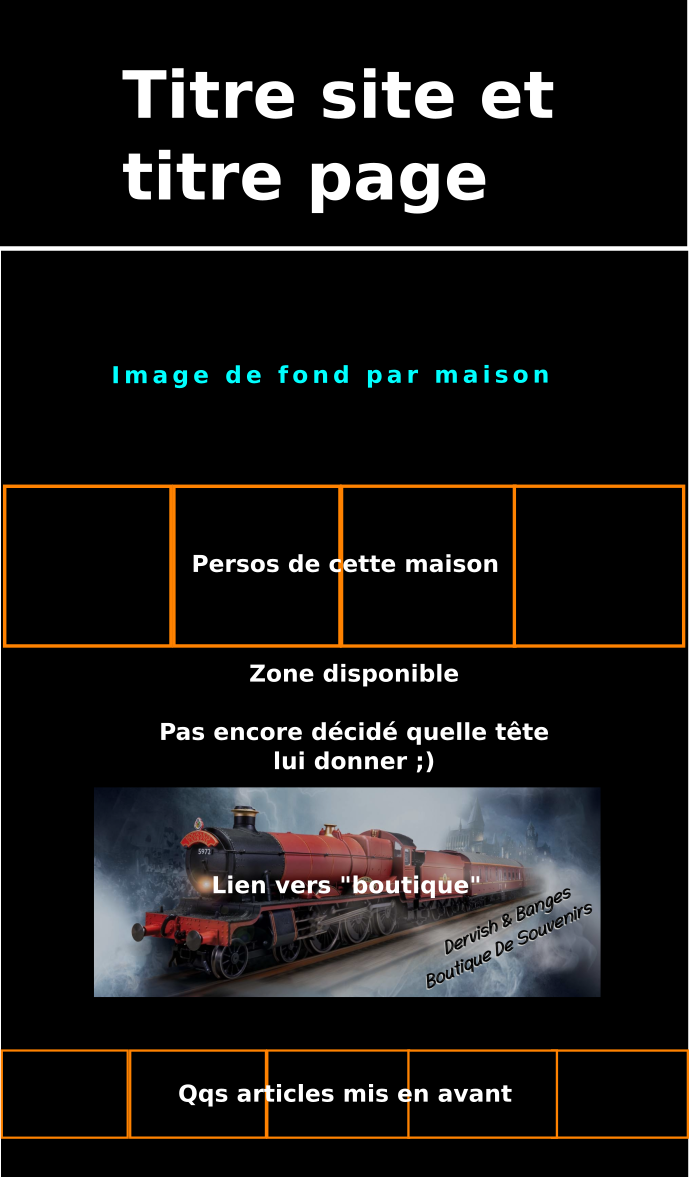 Titre site et
titre page
Image de fond par maison
Persos de cette maison
Zone disponible
Pas encore décidé quelle tête
lui donner ;)
5972
Lien vers "boutique"
Dervish & Banges
Boutique De Souvenirs
Qqs articles mis en avant